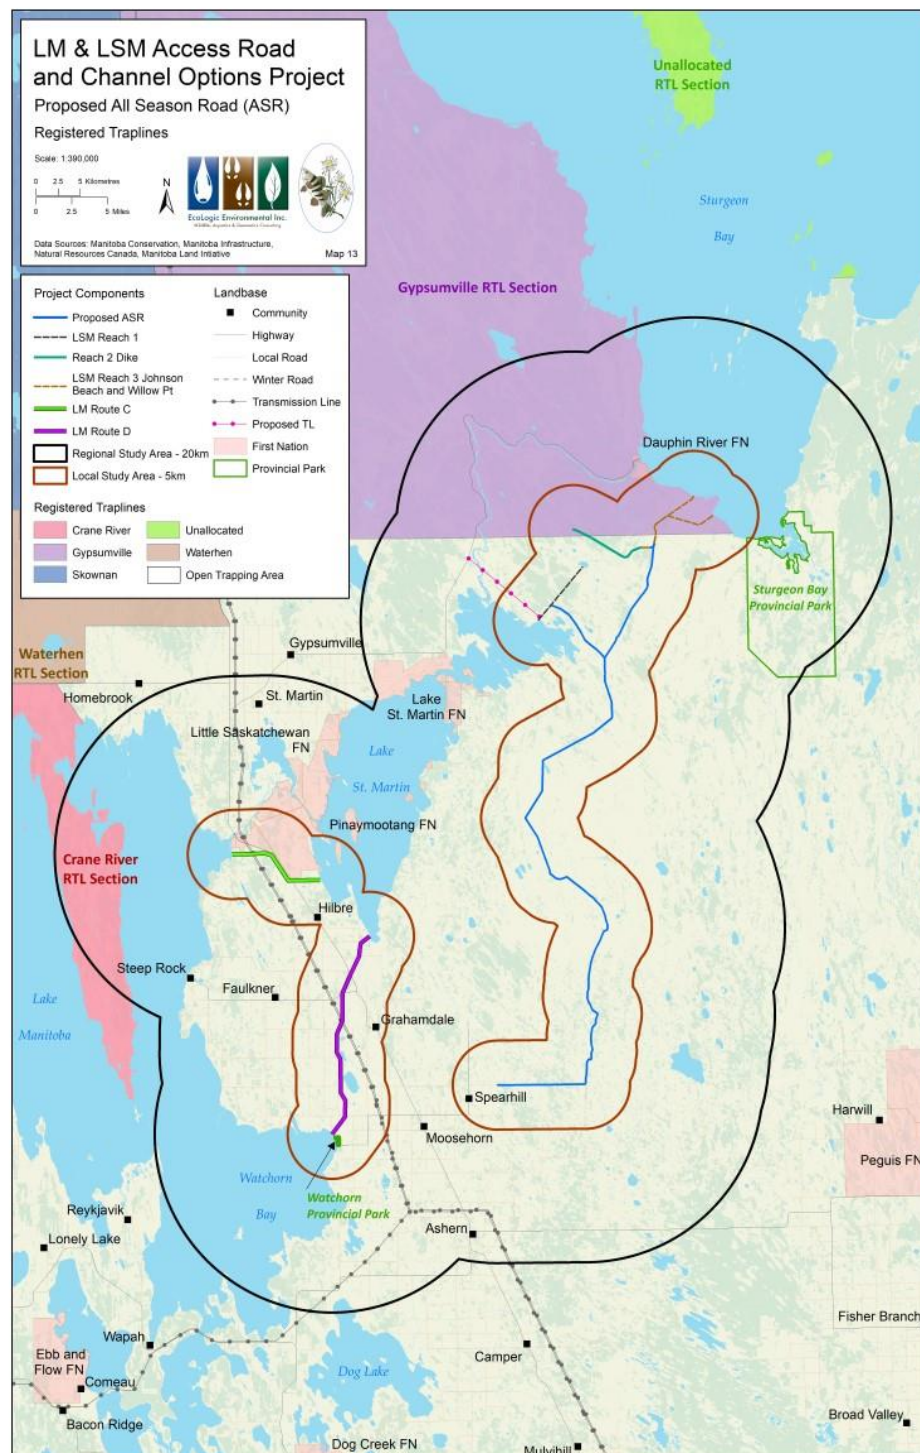 LM & LSM Access Road
and Channel Options Project
Proposed All Season Road (ASR)
Registered Traplines
Scale: 1:390,000
0 2.5 5 Kilometres
0 2.5 5 Miles
N
EcoLogic Environmental Inc.
Data Sources: Manitoba Conservation, Manitoba Infrastructure,
Natural Resources Canada, Manitoba Land Intiative
Map 13
Project Components
Proposed ASR
LSM Reach 1
Reach 2 Dike
LSM Reach 3 Johnson
Beach and Willow Pt
LM Route C
LM Route D
Regional Study Area - 20km
Local Study Area - 5km
Landbase
Community
Highway
Local Road
Winter Road
Transmission Line
Proposed TL
First Nation
Provincial Park
Registered Traplines
Crane River
Gypsumville
Skownan
Unallocated
Waterhen
Open Trapping Area
Unallocated
RTL Section
Sturgeon
Bay
Gypsumville RTL Section
Dauphin River FN
Sturgeon Bay
Provincial Park
Waterhen
RTL Section
Gypsumville
Homebrook
St. Martin
Lake
St. Martin FN
Little Saskatchewan
FN
Lake
St. Martin
Pinaymootang FN
Crane River
RTL Section
Hilbre
Steep Rock
Faulkner
Lake
Manitoba
Grahamdale
Spearhill
Harwill
Moosehorn
Peguis FN
Watchorn
Bay
Watchorn
Provincial Park
Reykjavik
Lonely Lake
Ashern
Fisher Branch
Wapah
Camper
Ebb and
Flow FN
Dog Lake
Comeau
Bacon Ridge
Broad Valley
Dog Creek FN
Mulvihill